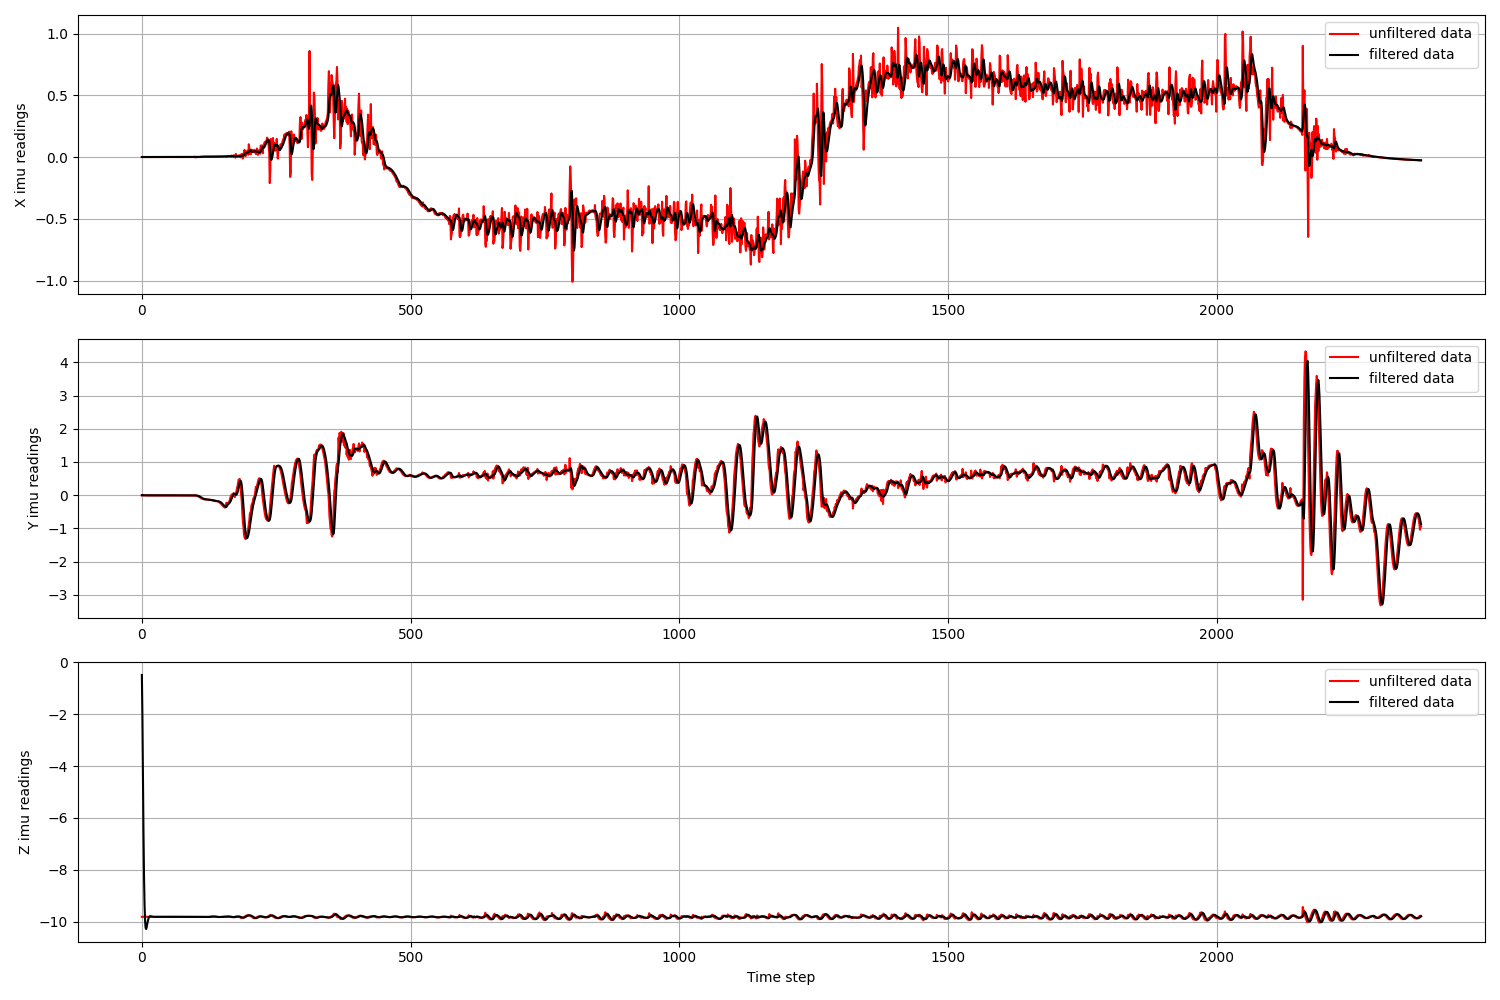 1.0
0.5
0.0
−0.5
−1.0
X imu readings
unfiltered data
filtered data
0 500 1000 1500 2000
4
3
2
1
0
−1
−2
−3
Y imu readings
unfiltered data
filtered data
0 500 1000 1500 2000
0
−2
−4
−6
−8
−10
Z imu readings
unfiltered data
filtered data
0 500 1000 1500 2000
Time step